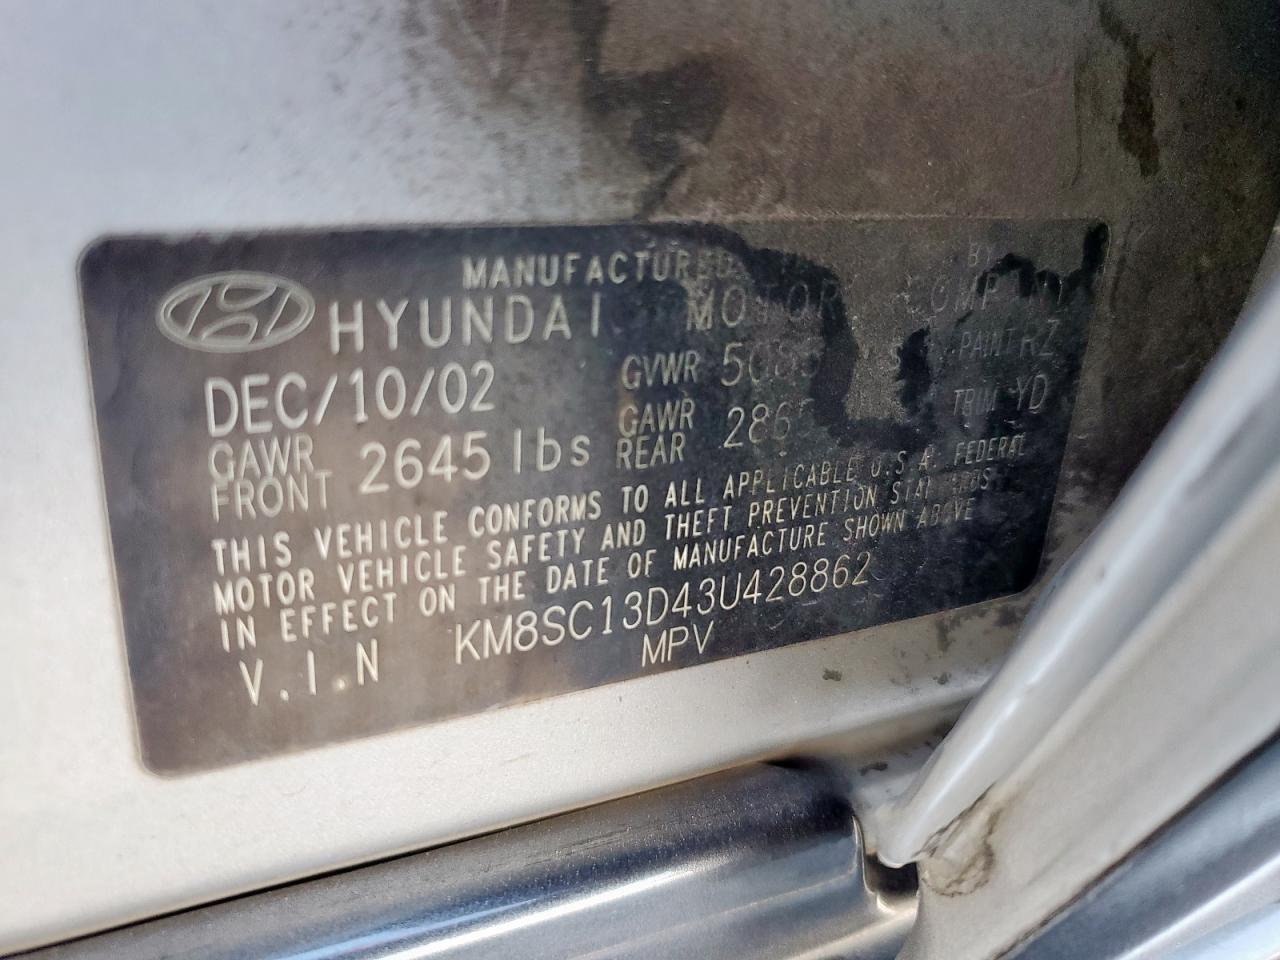 MANUFACTURED BY
HYUNDAI MOTOR COMPANY
DEC/10/02 GVWR PAINT RZ
GAWR FRONT 2645 lbs GAWR REAR TRIM YD
THIS VEHICLE CONFORMS TO ALL APPLICABLE U.S.A. FEDERAL
MOTOR VEHICLE SAFETY AND THEFT PREVENTION
IN EFFECT ON THE DATE OF MANUFACTURE SHOWN ABOVE
V.I.N KM8SC13D43U428862
MPV